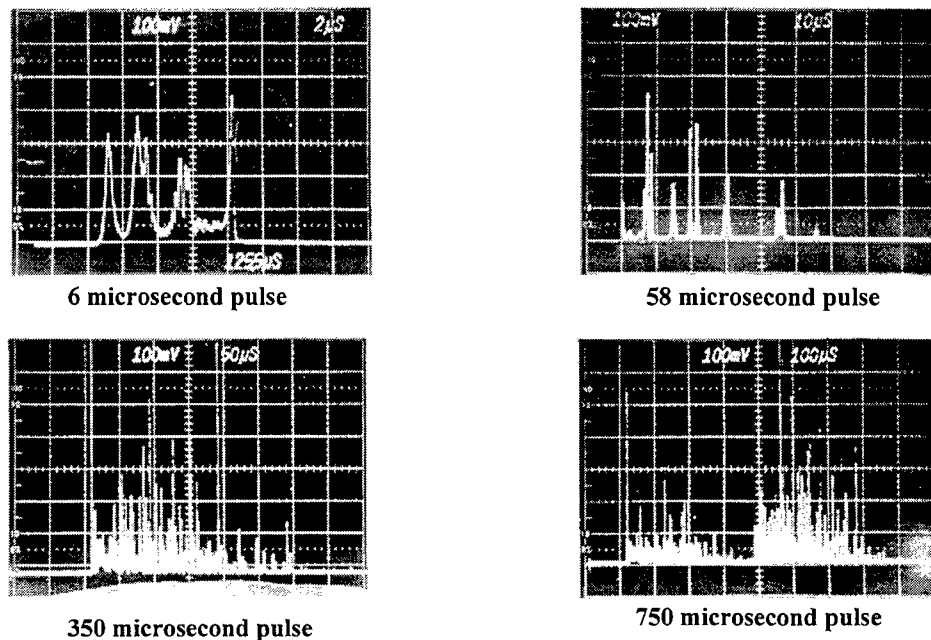 100mV 2µS
1255µS
6 microsecond pulse
100mV 10µS
58 microsecond pulse
100mV 50µS
350 microsecond pulse
100mV 100µS
750 microsecond pulse